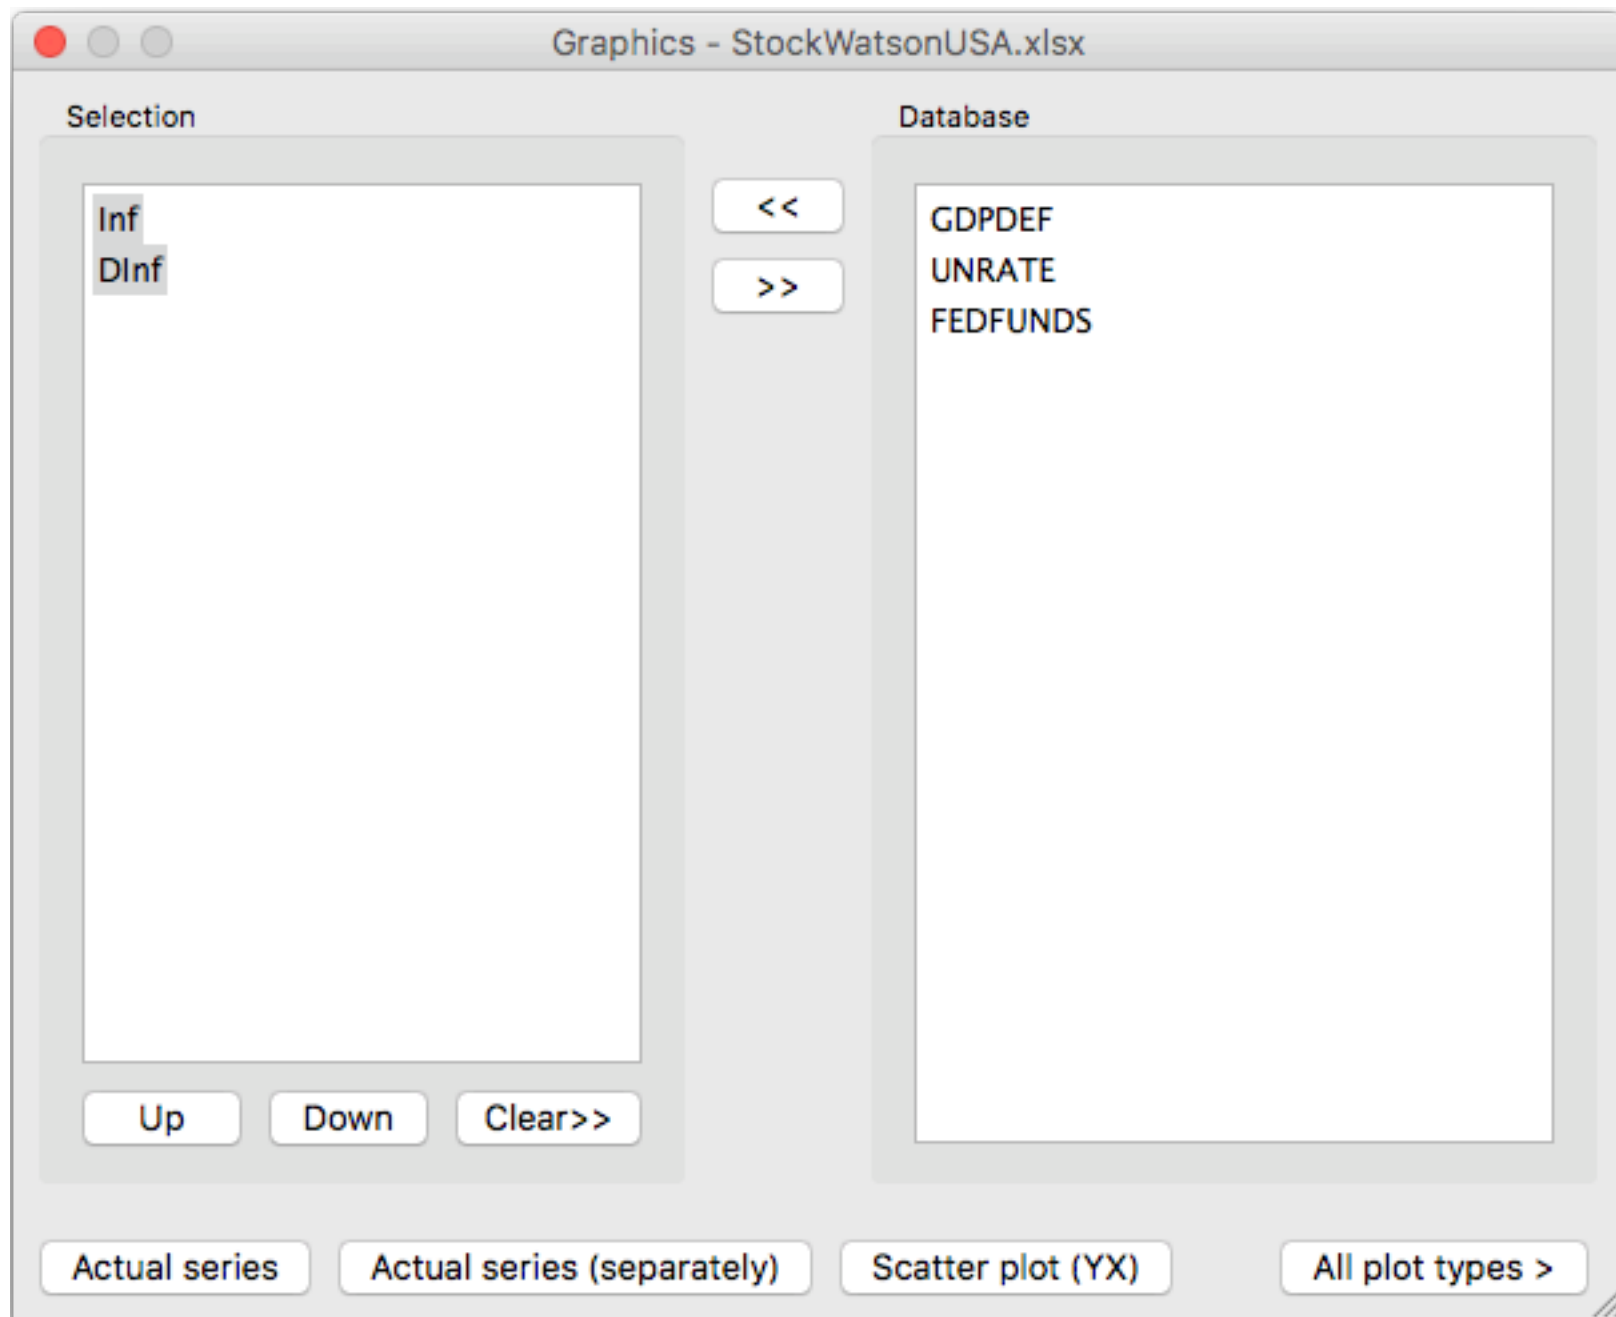 Graphics - StockWatsonUSA.xlsx
Selection
Database
Inf
DInf
<<
>>
GDPDEF
UNRATE
FEDFUNDS
Up
Down
Clear>>
Actual series
Actual series (separately)
Scatter plot (YX)
All plot types >